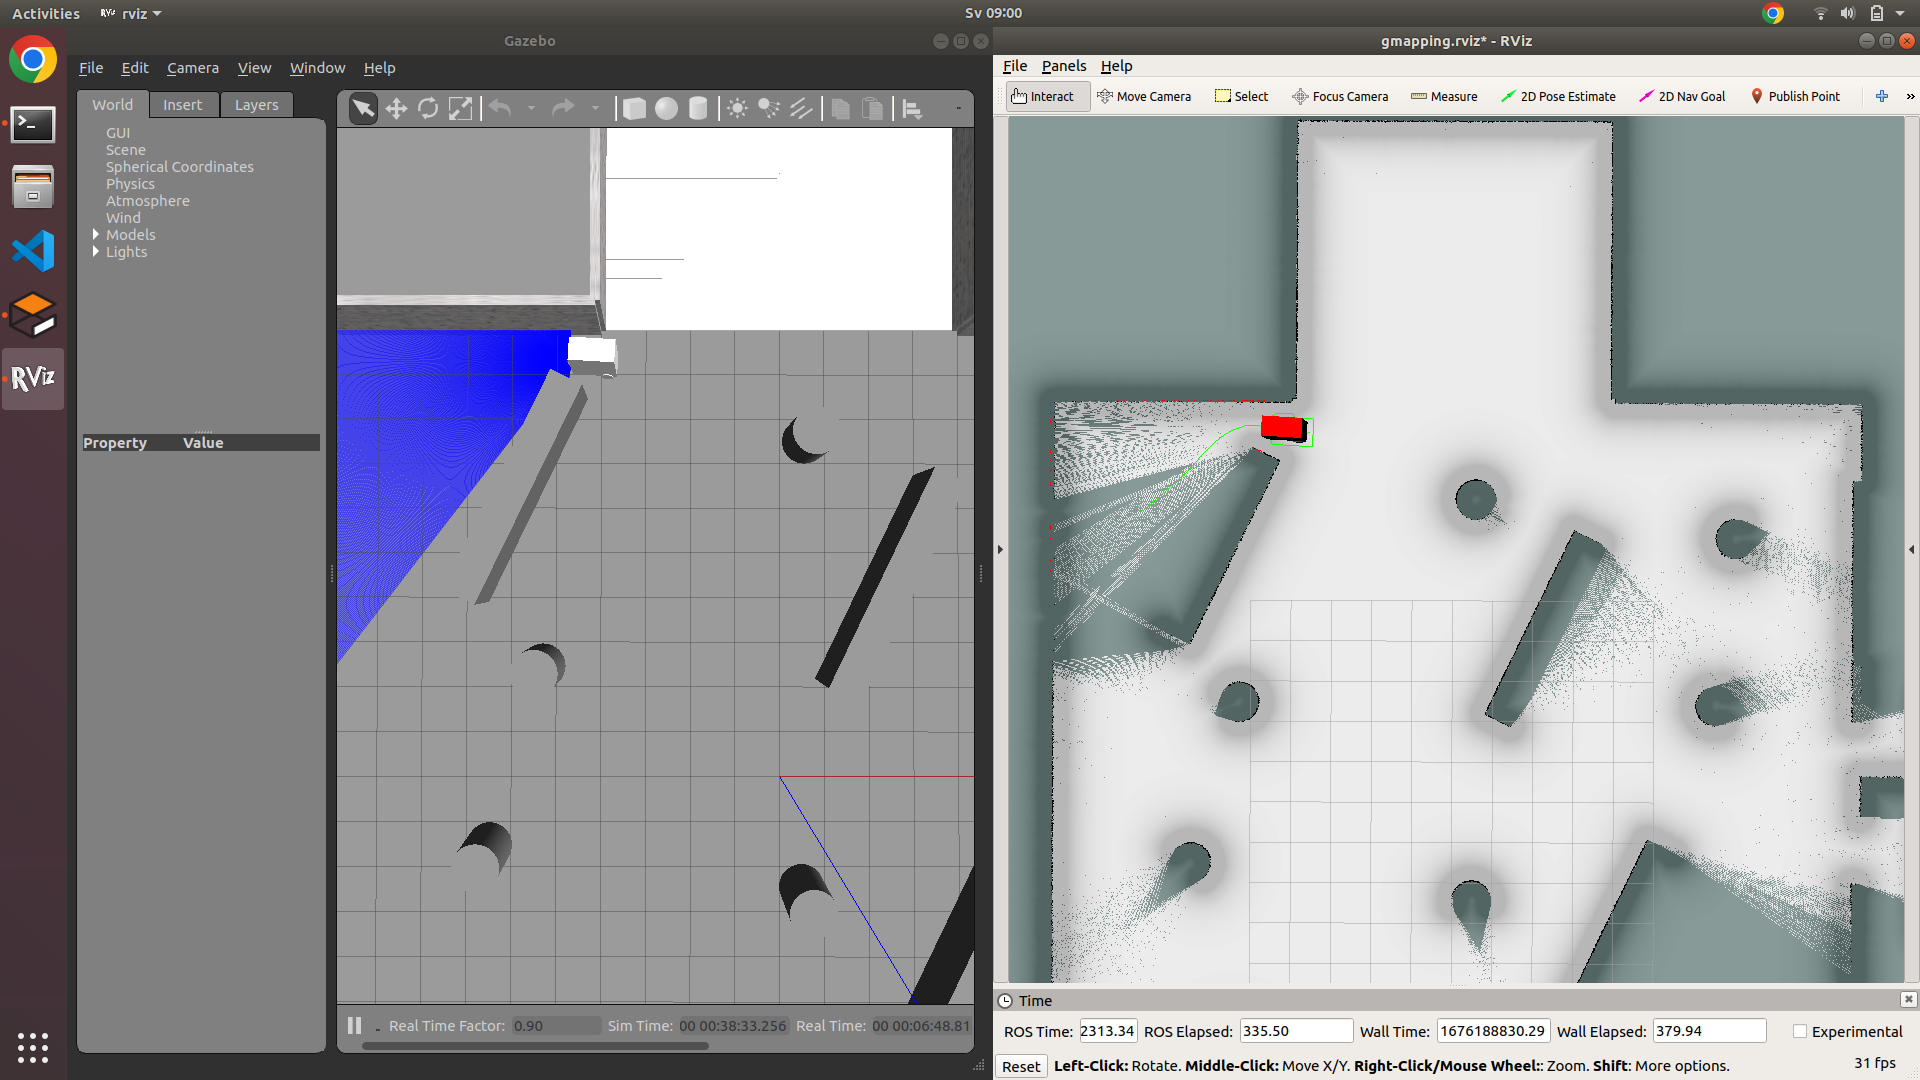 Activities
RViz rviz
Sv 09:00
Gazebo
File Edit Camera View Window Help
World Insert Layers
GUI
Scene
Spherical Coordinates
Physics
Atmosphere
Wind
Models
Lights
Property Value
Real Time Factor: 0.90 Sim Time: 00 00:38:33.256 Real Time: 00 00:06:48.81
RViz
gmapping.rviz* - RViz
File Panels Help
Interact Move Camera Select Focus Camera Measure 2D Pose Estimate 2D Nav Goal Publish Point
Time
ROS Time: 2313.34 ROS Elapsed: 335.50 Wall Time: 1676188830.29 Wall Elapsed: 379.94 Experimental
Reset Left-Click: Rotate. Middle-Click: Move X/Y. Right-Click/Mouse Wheel:: Zoom. Shift: More options. 31 fps